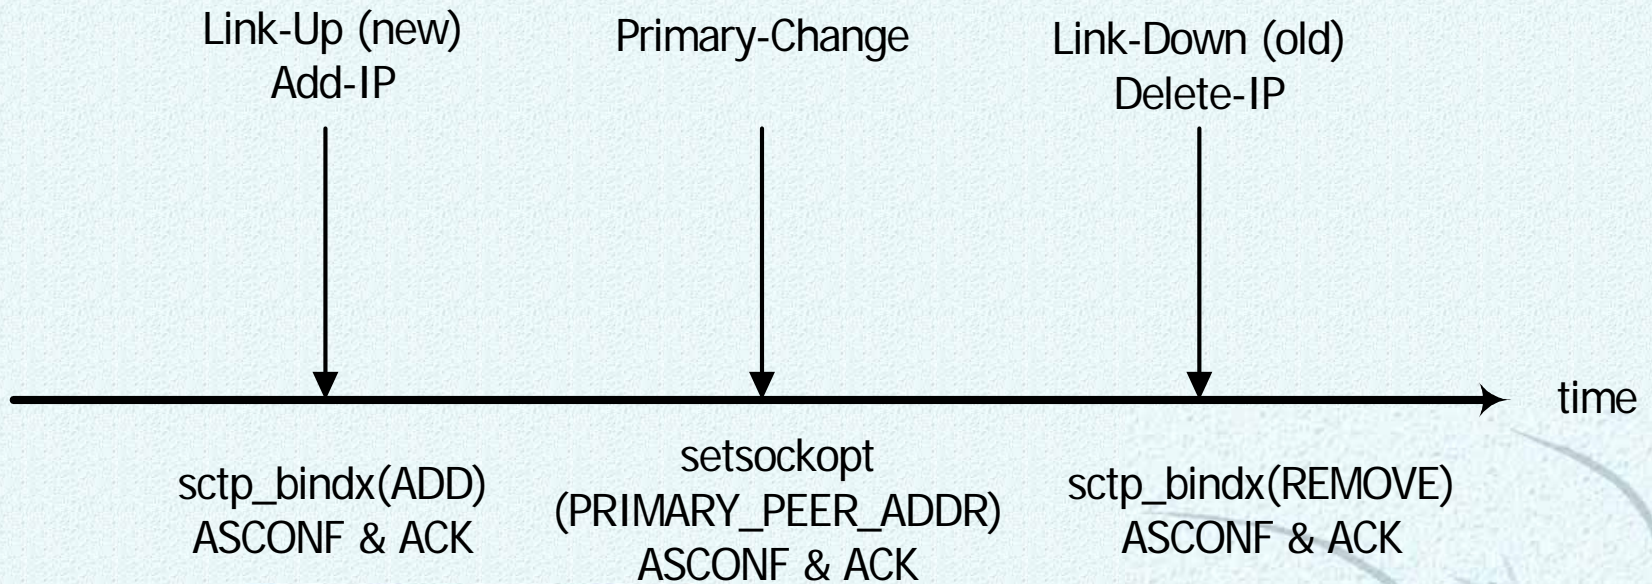 Link-Up (new)
Add-IP
Primary-Change
Link-Down (old)
Delete-IP
time
sctp_bindx(ADD)
ASCONF & ACK
setsockopt
(PRIMARY_PEER_ADDR)
ASCONF & ACK
sctp_bindx(REMOVE)
ASCONF & ACK